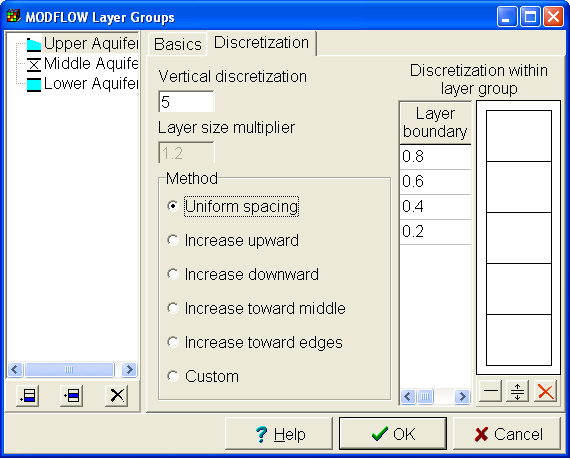 MODFLOW Layer Groups
Upper Aquifer
Middle Aquife
Lower Aquifer
Basics
Discretization
Vertical discretization
5
Layer size multiplier
1.2
Method
Uniform spacing
Increase upward
Increase downward
Increase toward middle
Increase toward edges
Custom
Discretization within
layer group
Layer
boundary
0.8
0.6
0.4
0.2
? Help
OK
Cancel